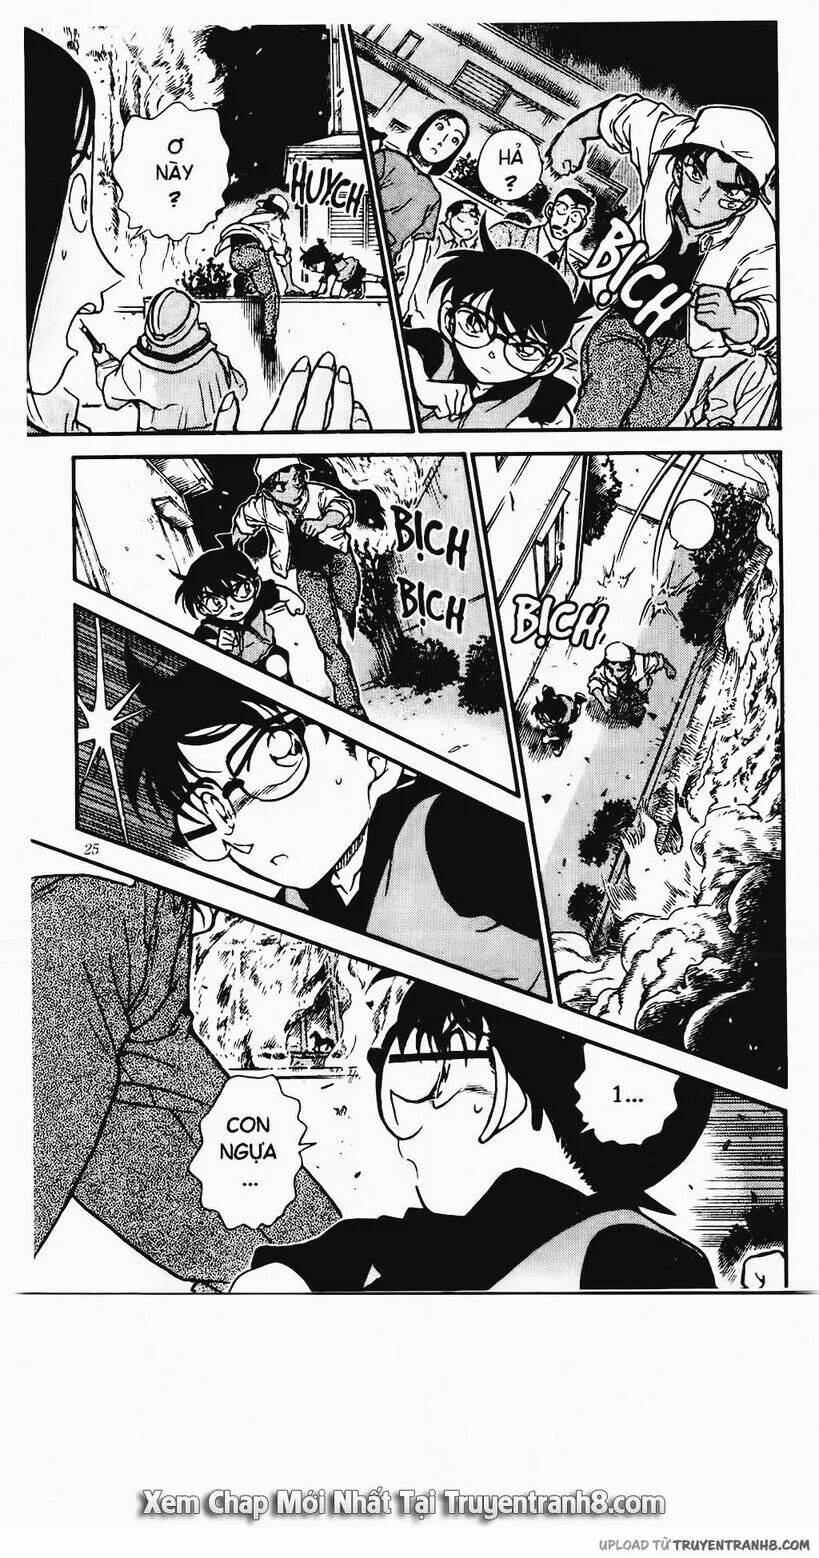 Ơ
NÀY
?
HUỴCH
HẢ
?
BỊCH
BỊCH
BỊCH
BỊCH
25
1...
CON
NGỰA
...
Xem Chap Mới Nhất Tại Truyentranh8.com
UPLOAD TỪ TRUYENTRANH8.COM